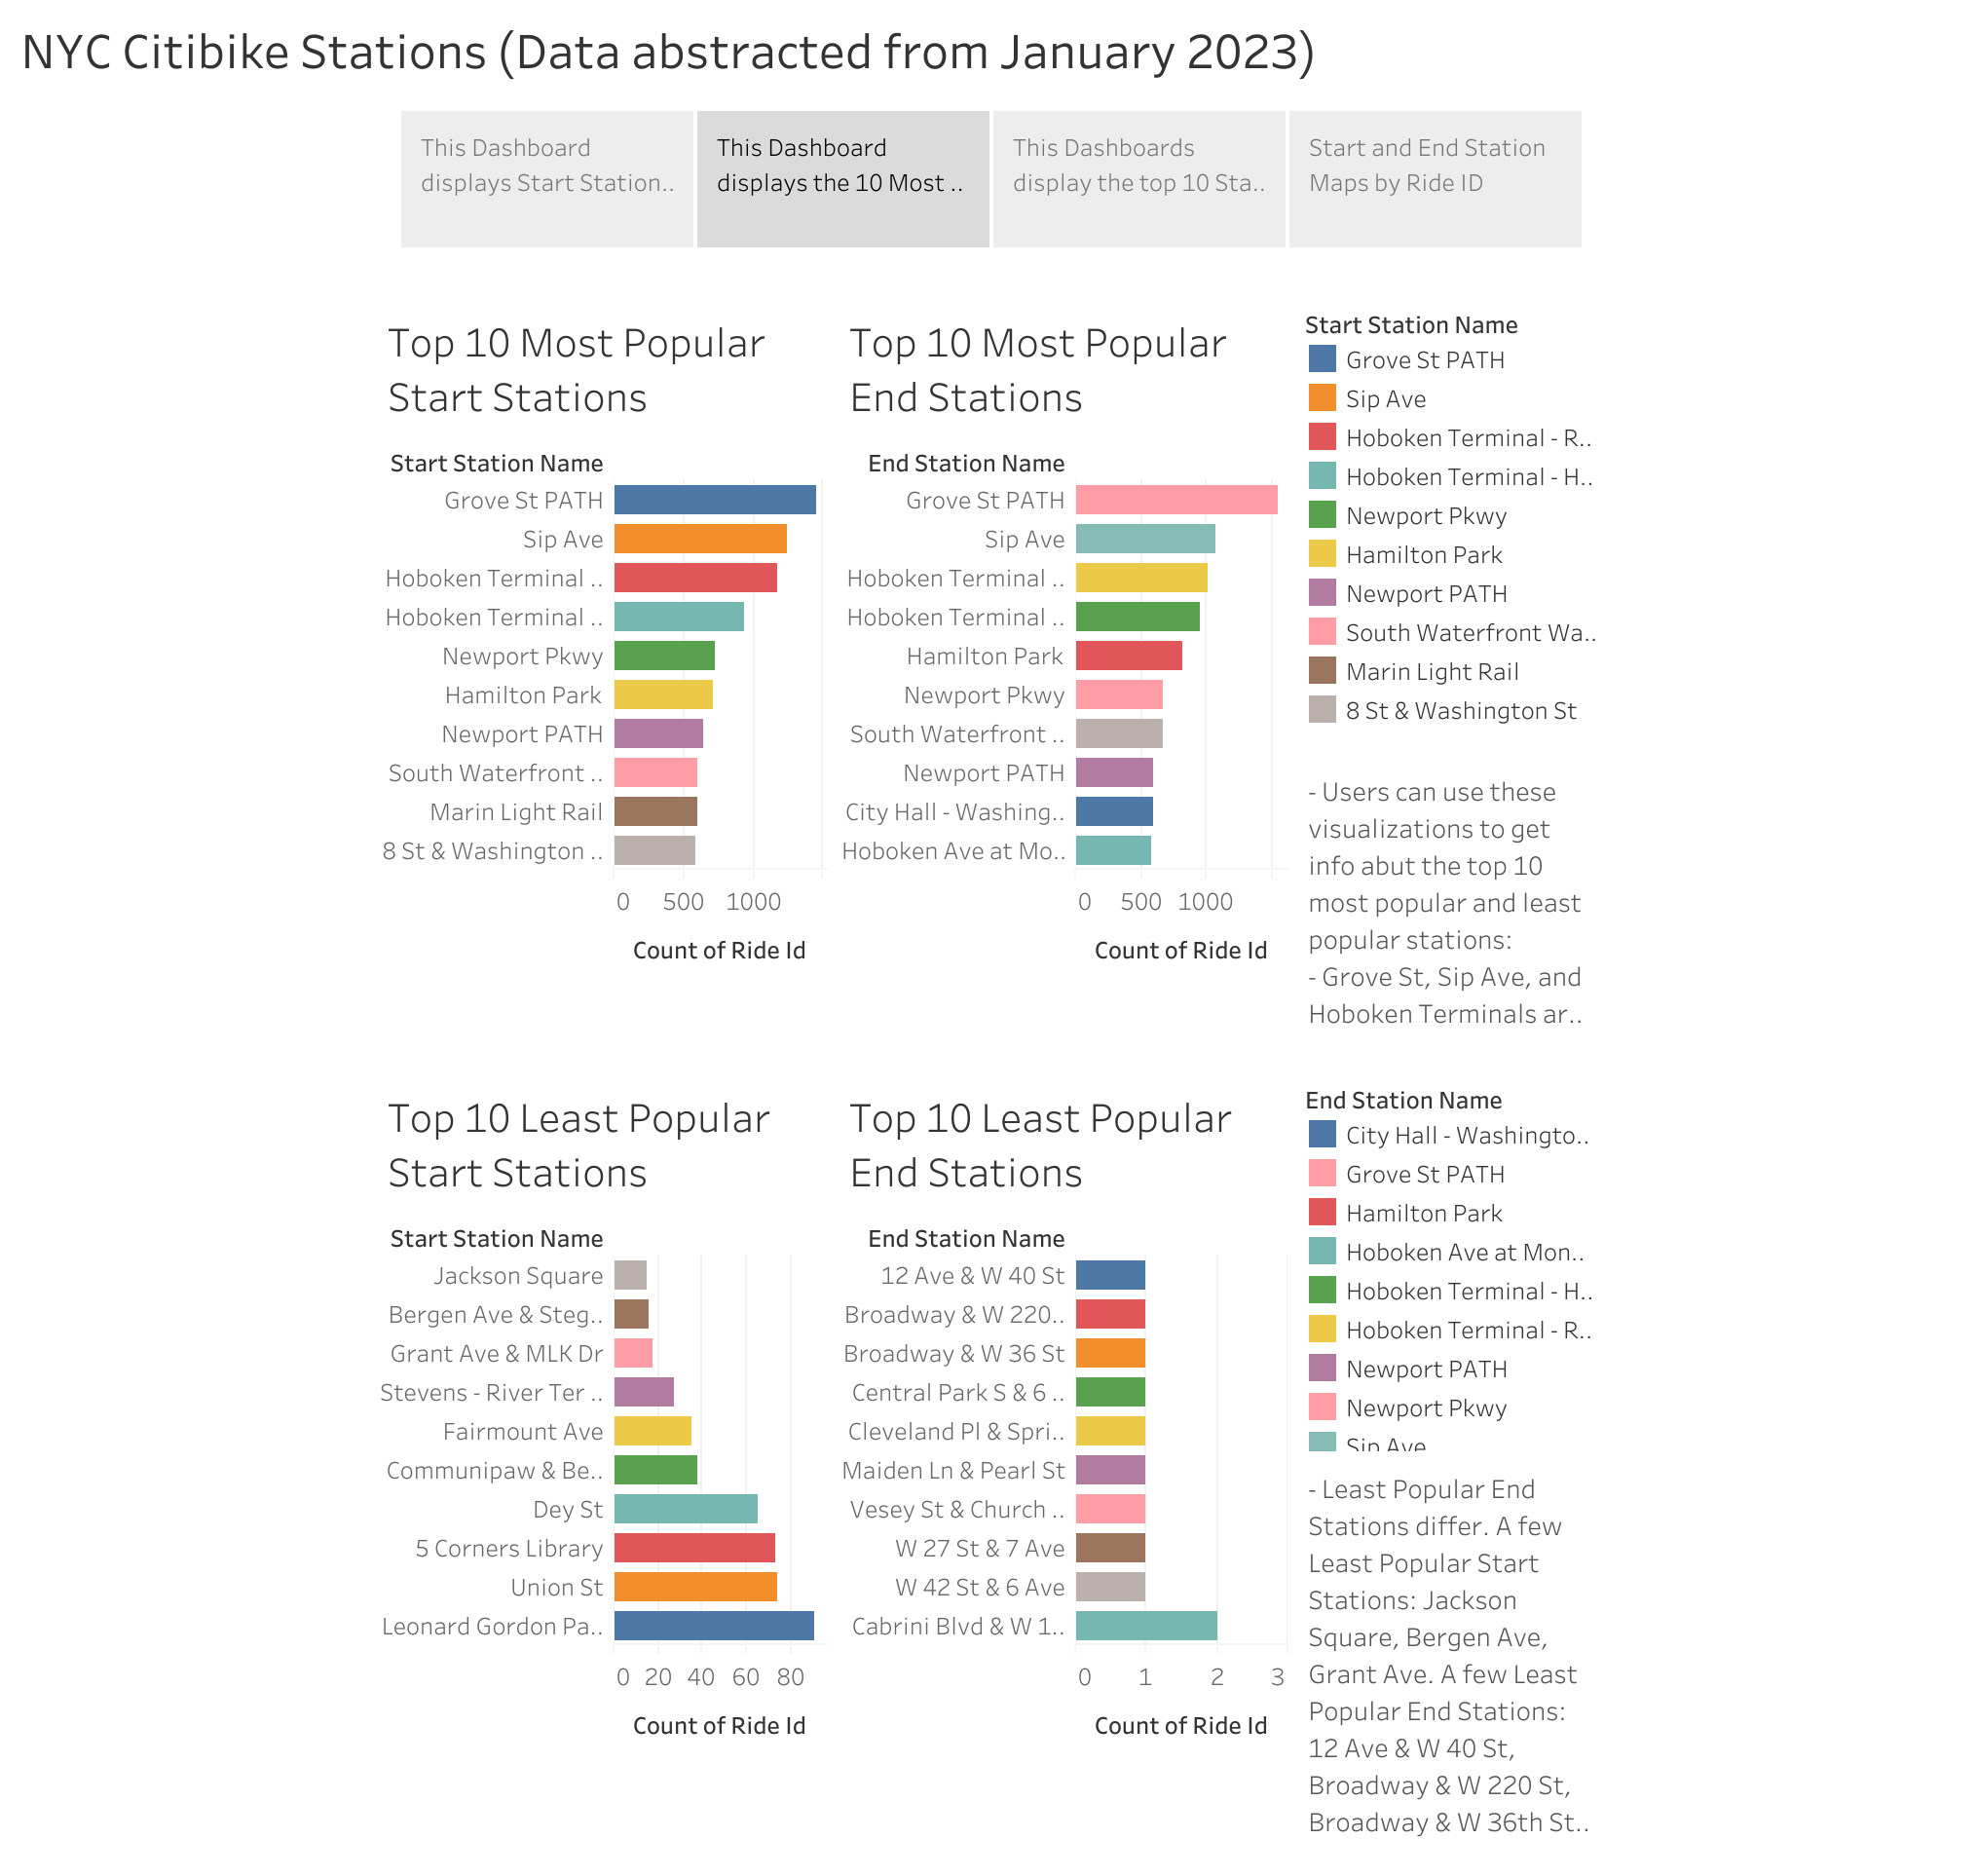 NYC Citibike Stations (Data abstracted from January 2023)
This Dashboard
displays Start Station..
This Dashboard
displays the 10 Most ..
This Dashboards
display the top 10 Sta..
Start and End Station
Maps by Ride ID
Top 10 Most Popular
Start Stations
Start Station Name
Grove St PATH
Sip Ave
Hoboken Terminal ..
Hoboken Terminal ..
Newport Pkwy
Hamilton Park
Newport PATH
South Waterfront ..
Marin Light Rail
8 St & Washington ..
0 500 1000
Count of Ride Id
Top 10 Most Popular
End Stations
End Station Name
Grove St PATH
Sip Ave
Hoboken Terminal ..
Hoboken Terminal ..
Hamilton Park
Newport Pkwy
South Waterfront ..
Newport PATH
City Hall - Washing..
Hoboken Ave at Mo..
0 500 1000
Count of Ride Id
Start Station Name
Grove St PATH
Sip Ave
Hoboken Terminal - R..
Hoboken Terminal - H..
Newport Pkwy
Hamilton Park
Newport PATH
South Waterfront Wa..
Marin Light Rail
8 St & Washington St
- Users can use these
visualizations to get
info abut the top 10
most popular and least
popular stations:
- Grove St, Sip Ave, and
Hoboken Terminals ar..
Top 10 Least Popular
Start Stations
Start Station Name
Jackson Square
Bergen Ave & Steg..
Grant Ave & MLK Dr
Stevens - River Ter ..
Fairmount Ave
Communipaw & Be..
Dey St
5 Corners Library
Union St
Leonard Gordon Pa..
0 20 40 60 80
Count of Ride Id
Top 10 Least Popular
End Stations
End Station Name
12 Ave & W 40 St
Broadway & W 220..
Broadway & W 36 St
Central Park S & 6 ..
Cleveland Pl & Spri..
Maiden Ln & Pearl St
Vesey St & Church ..
W 27 St & 7 Ave
W 42 St & 6 Ave
Cabrini Blvd & W 1..
0 1 2 3
Count of Ride Id
End Station Name
City Hall - Washingto..
Grove St PATH
Hamilton Park
Hoboken Ave at Mon..
Hoboken Terminal - H..
Hoboken Terminal - R..
Newport PATH
Newport Pkwy
Sip Ave
- Least Popular End
Stations differ. A few
Least Popular Start
Stations: Jackson
Square, Bergen Ave,
Grant Ave. A few Least
Popular End Stations:
12 Ave & W 40 St,
Broadway & W 220 St,
Broadway & W 36th St..